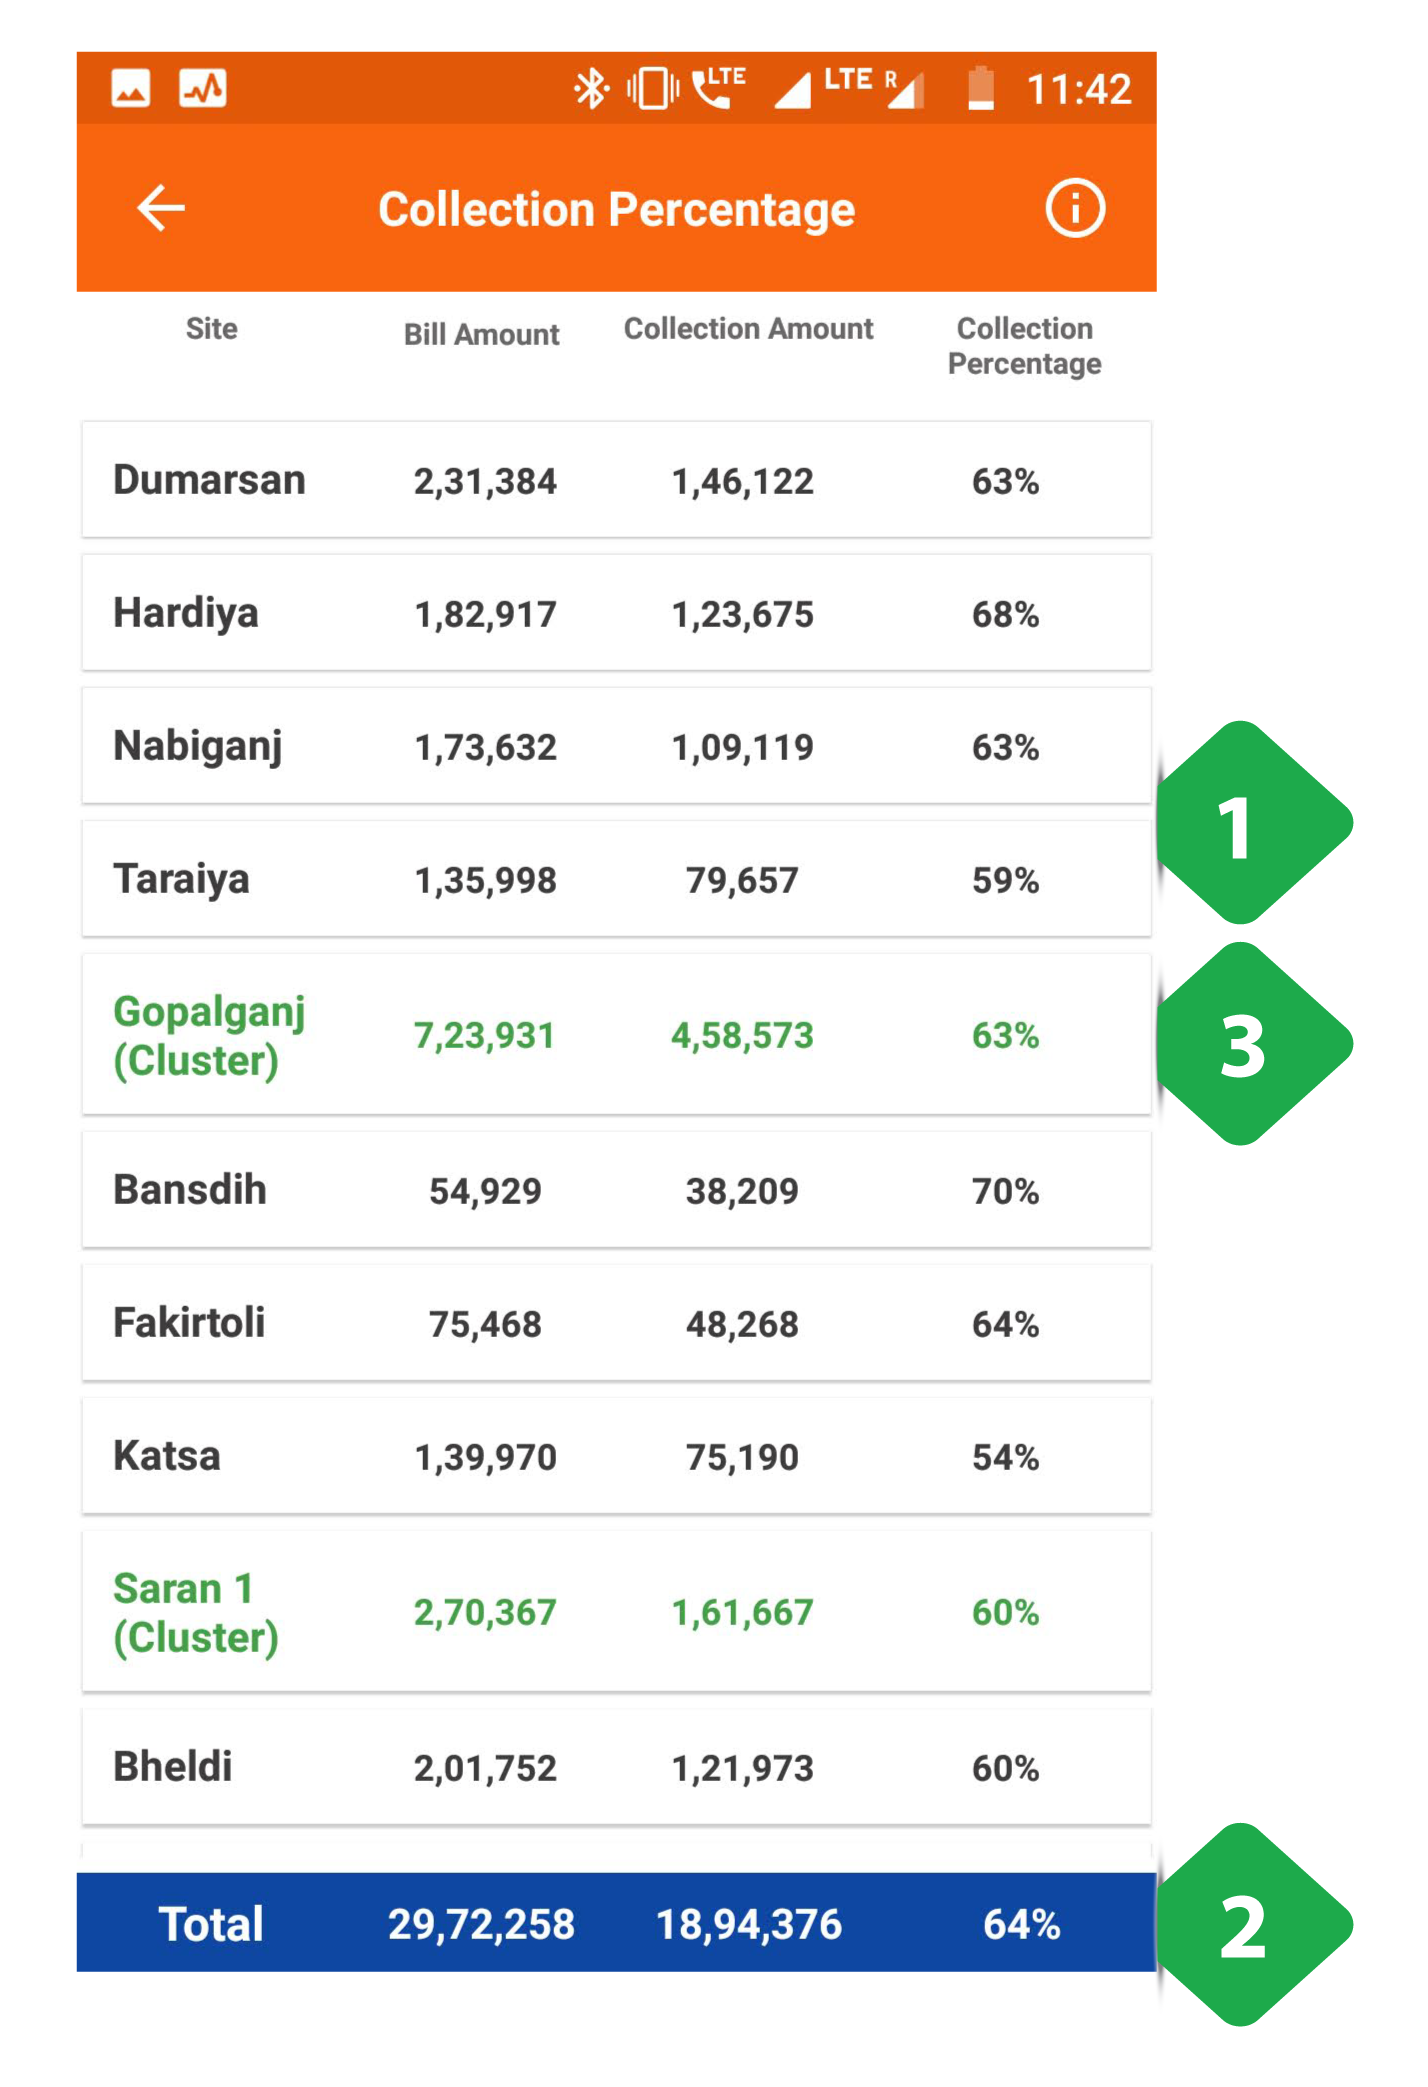 LTE LTE R 11:42
Collection Percentage
Site Bill Amount Collection Amount Collection
Percentage
Dumarsan 2,31,384 1,46,122 63%
Hardiya 1,82,917 1,23,675 68%
Nabiganj 1,73,632 1,09,119 63%
1
Taraiya 1,35,998 79,657 59%
Gopalganj
(Cluster) 7,23,931 4,58,573 63%
3
Bansdih 54,929 38,209 70%
Fakirtoli 75,468 48,268 64%
Katsa 1,39,970 75,190 54%
Saran 1
(Cluster) 2,70,367 1,61,667 60%
Bheldi 2,01,752 1,21,973 60%
Total 29,72,258 18,94,376 64%
2